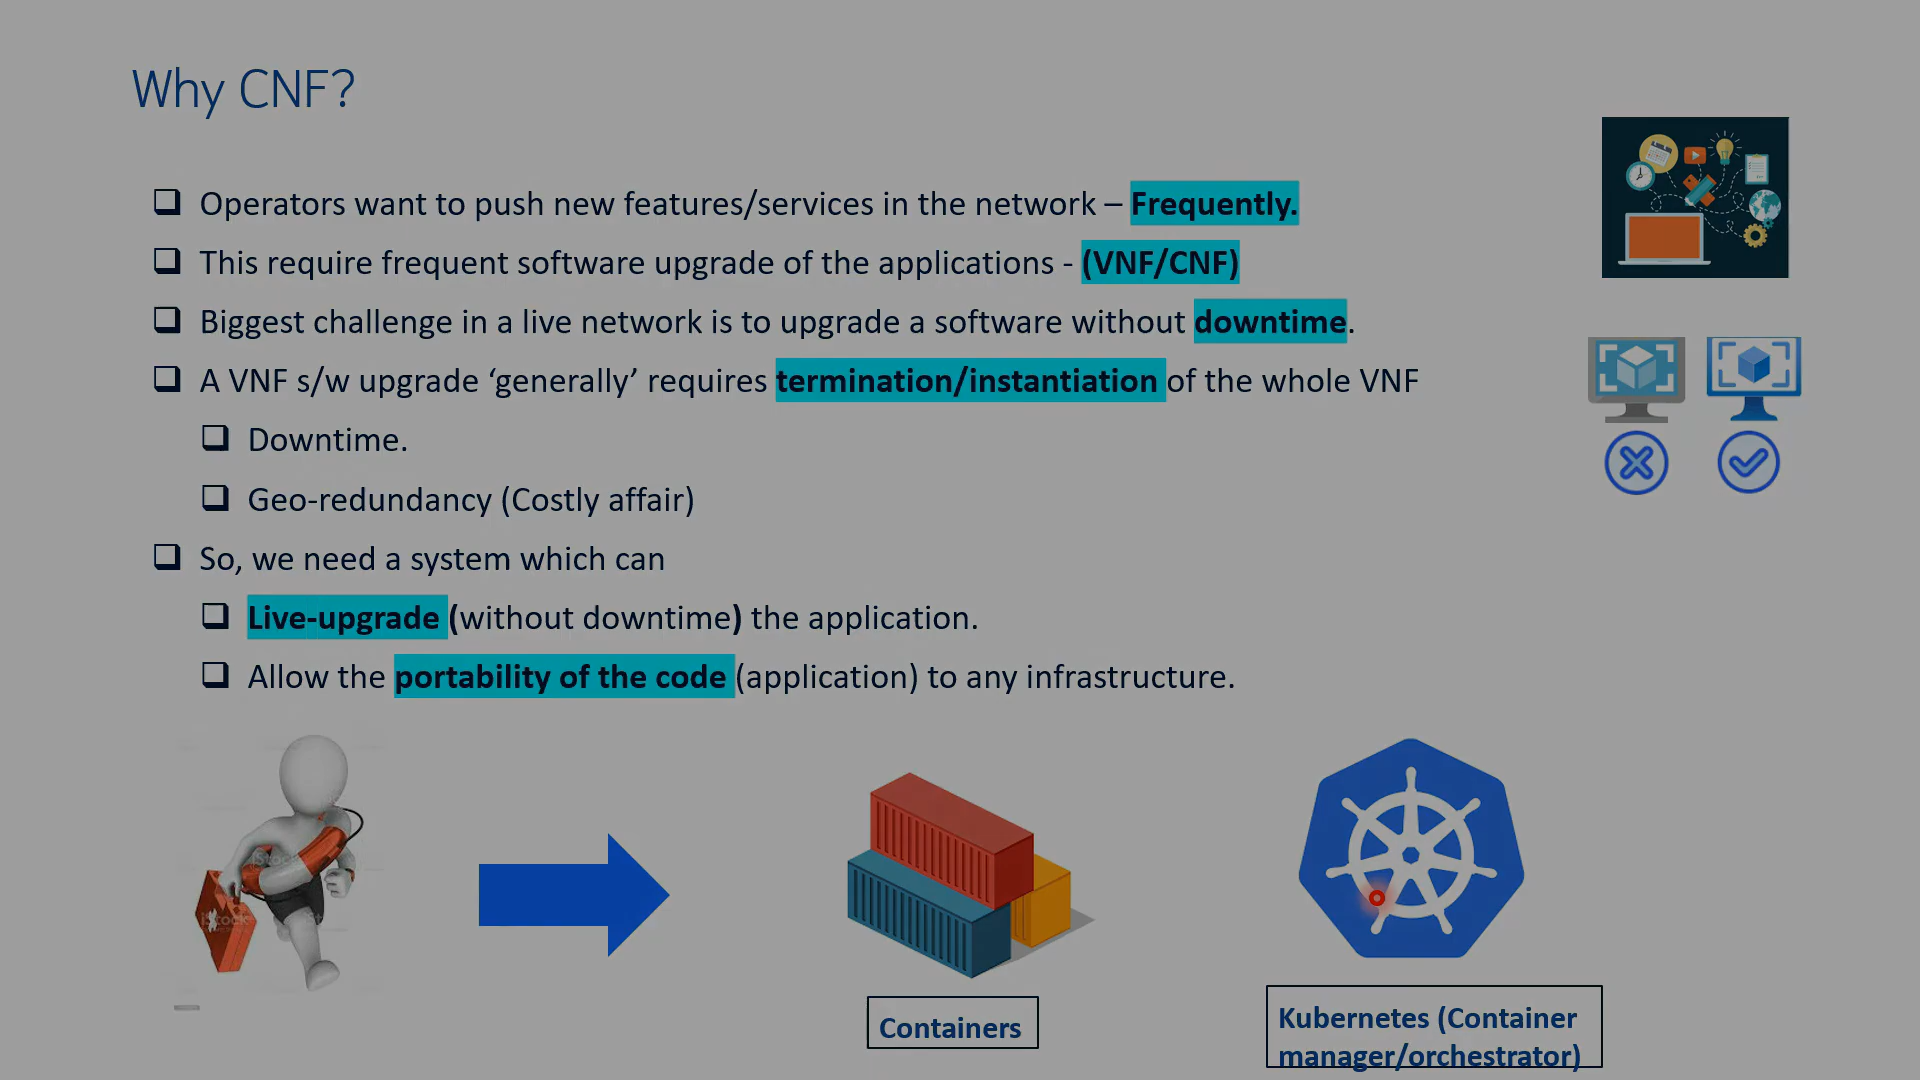 Why CNF?
Operators want to push new features/services in the network – Frequently.
This require frequent software upgrade of the applications - (VNF/CNF)
Biggest challenge in a live network is to upgrade a software without downtime.
A VNF s/w upgrade ‘generally’ requires termination/instantiation of the whole VNF
Downtime.
Geo-redundancy (Costly affair)
So, we need a system which can
Live-upgrade (without downtime) the application.
Allow the portability of the code (application) to any infrastructure.
Containers
Kubernetes (Container
manager/orchestrator)